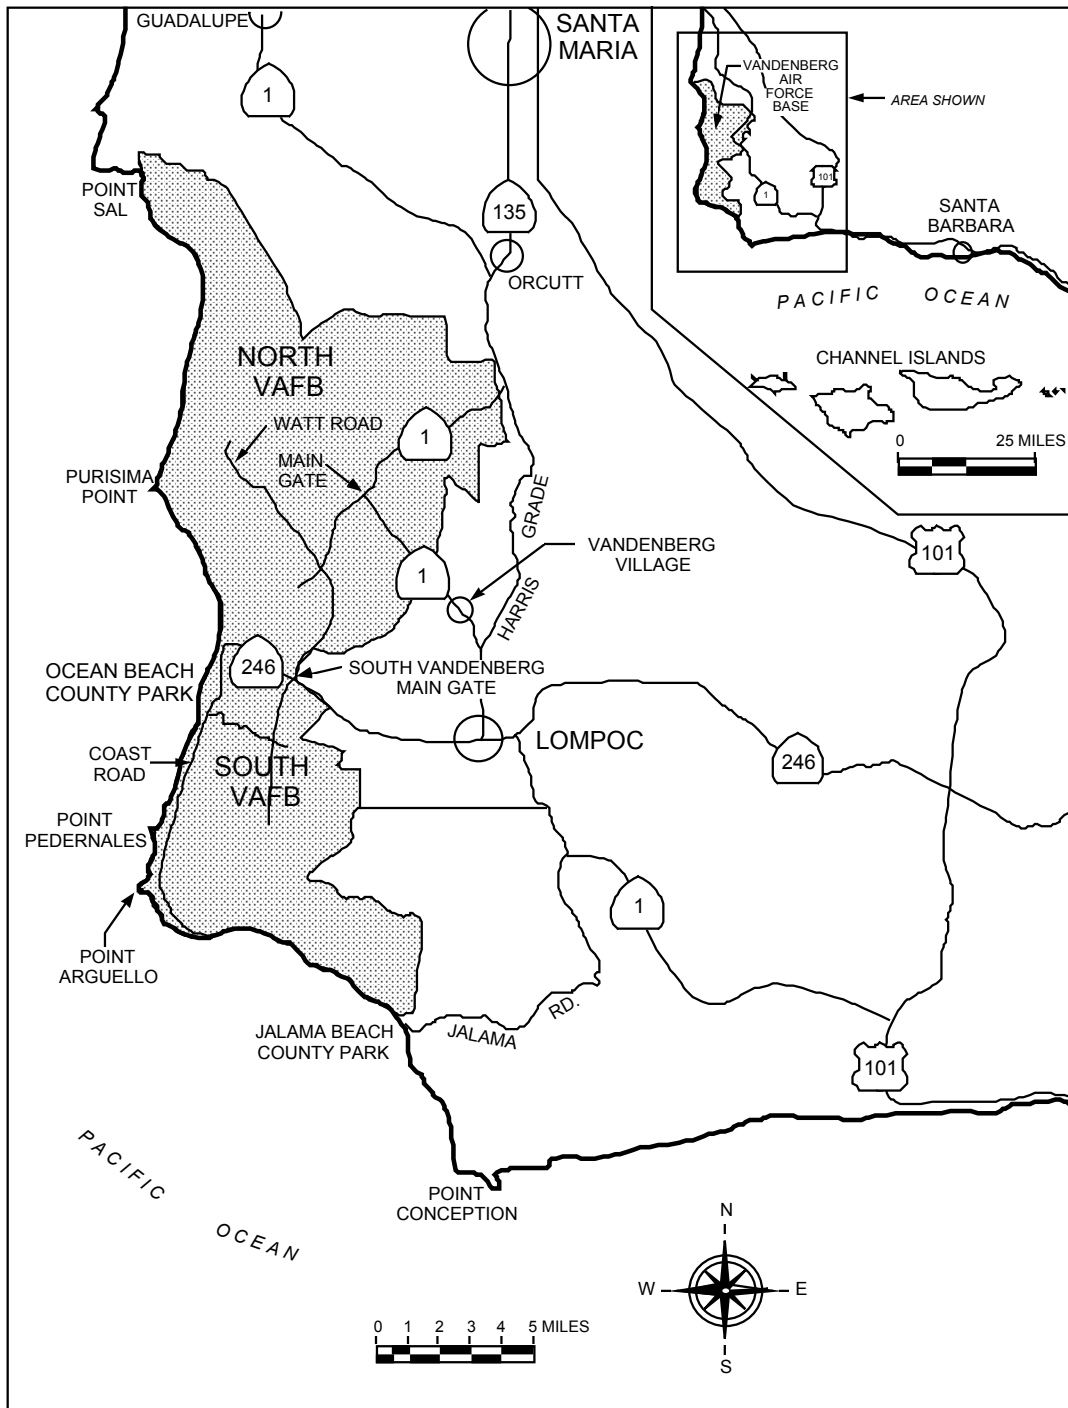 GUADALUPE
SANTA
MARIA
1
VANDENBERG
AIR
FORCE
BASE
AREA SHOWN
101
1
POINT
SAL
135
SANTA
BARBARA
ORCUTT
PACIFIC OCEAN
CHANNEL ISLANDS
0 25 MILES
NORTH
VAFB
WATT ROAD
1
MAIN
GATE
PURISIMA
POINT
HARRIS GRADE
101
VANDENBERG
VILLAGE
1
OCEAN BEACH
COUNTY PARK
246
SOUTH VANDENBERG
MAIN GATE
LOMPOC
COAST
ROAD
SOUTH
VAFB
246
POINT
PEDERNALES
1
POINT
ARGUELLO
JALAMA RD.
JALAMA BEACH
COUNTY PARK
101
PACIFIC
OCEAN
POINT
CONCEPTION
N
W E
S
0 1 2 3 4 5 MILES